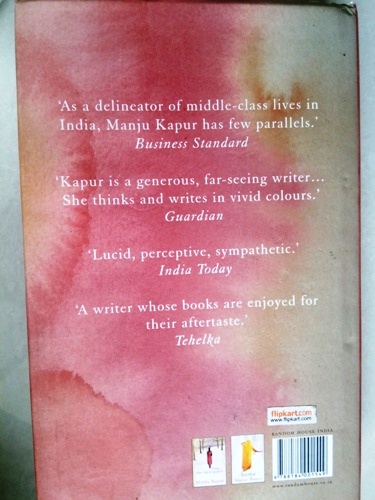 ‘As a delineator of middle-class lives in
India, Manju Kapur has few parallels.’
Business Standard
‘Kapur is a generous, far-seeing writer...
She thinks and writes in vivid colours.’
Guardian
‘Lucid, perceptive, sympathetic.’
India Today
‘A writer whose books are enjoyed for
their aftertaste.’
Tehelka
flipkart.com
www.flipkart.com
RANDOM HOUSE INDIA
www.randomhouse.co.in